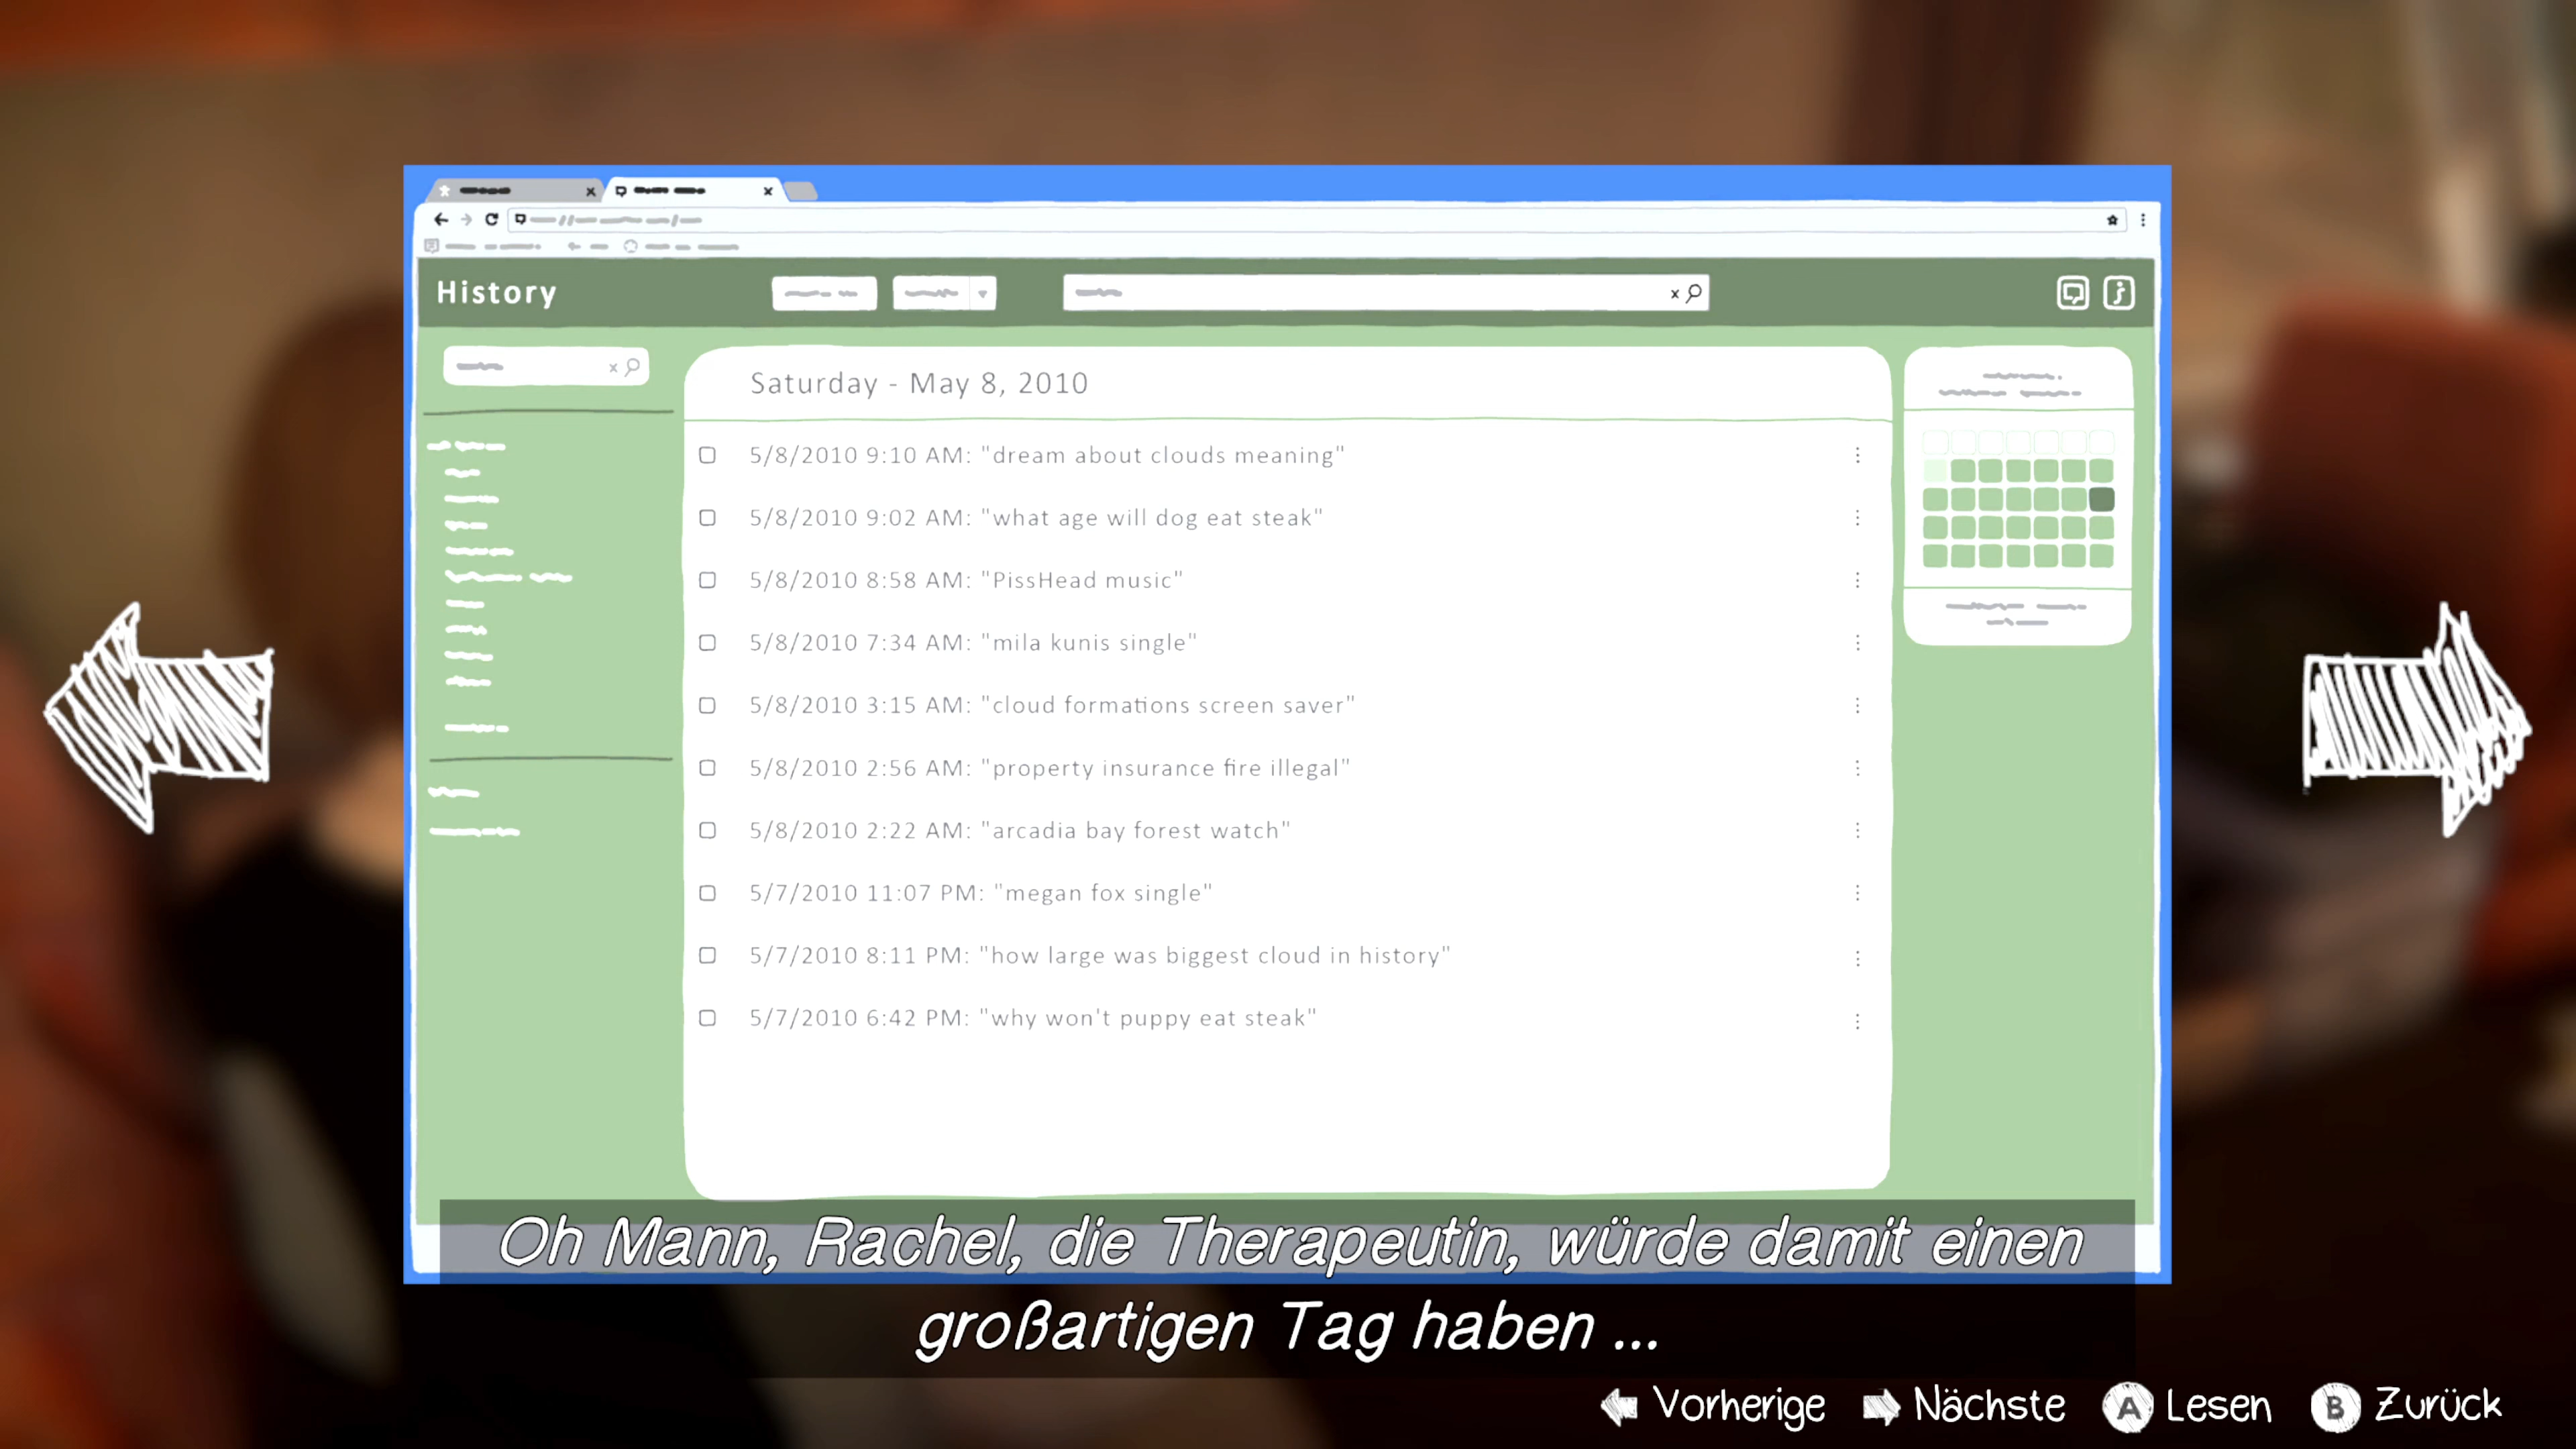 History
Saturday - May 8, 2010
5/8/2010 9:10 AM: "dream about clouds meaning"
5/8/2010 9:02 AM: "what age will dog eat steak"
5/8/2010 8:58 AM: "PissHead music"
5/8/2010 7:34 AM: "mila kunis single"
5/8/2010 3:15 AM: "cloud formations screen saver"
5/8/2010 2:56 AM: "property insurance fire illegal"
5/8/2010 2:22 AM: "arcadia bay forest watch"
5/7/2010 11:07 PM: "megan fox single"
5/7/2010 8:11 PM: "how large was biggest cloud in history"
5/7/2010 6:42 PM: "why won't puppy eat steak"
Oh Mann, Rachel, die Therapeutin, würde damit einen
großartigen Tag haben ...
Vorherige Nächste A Lesen B Zurück